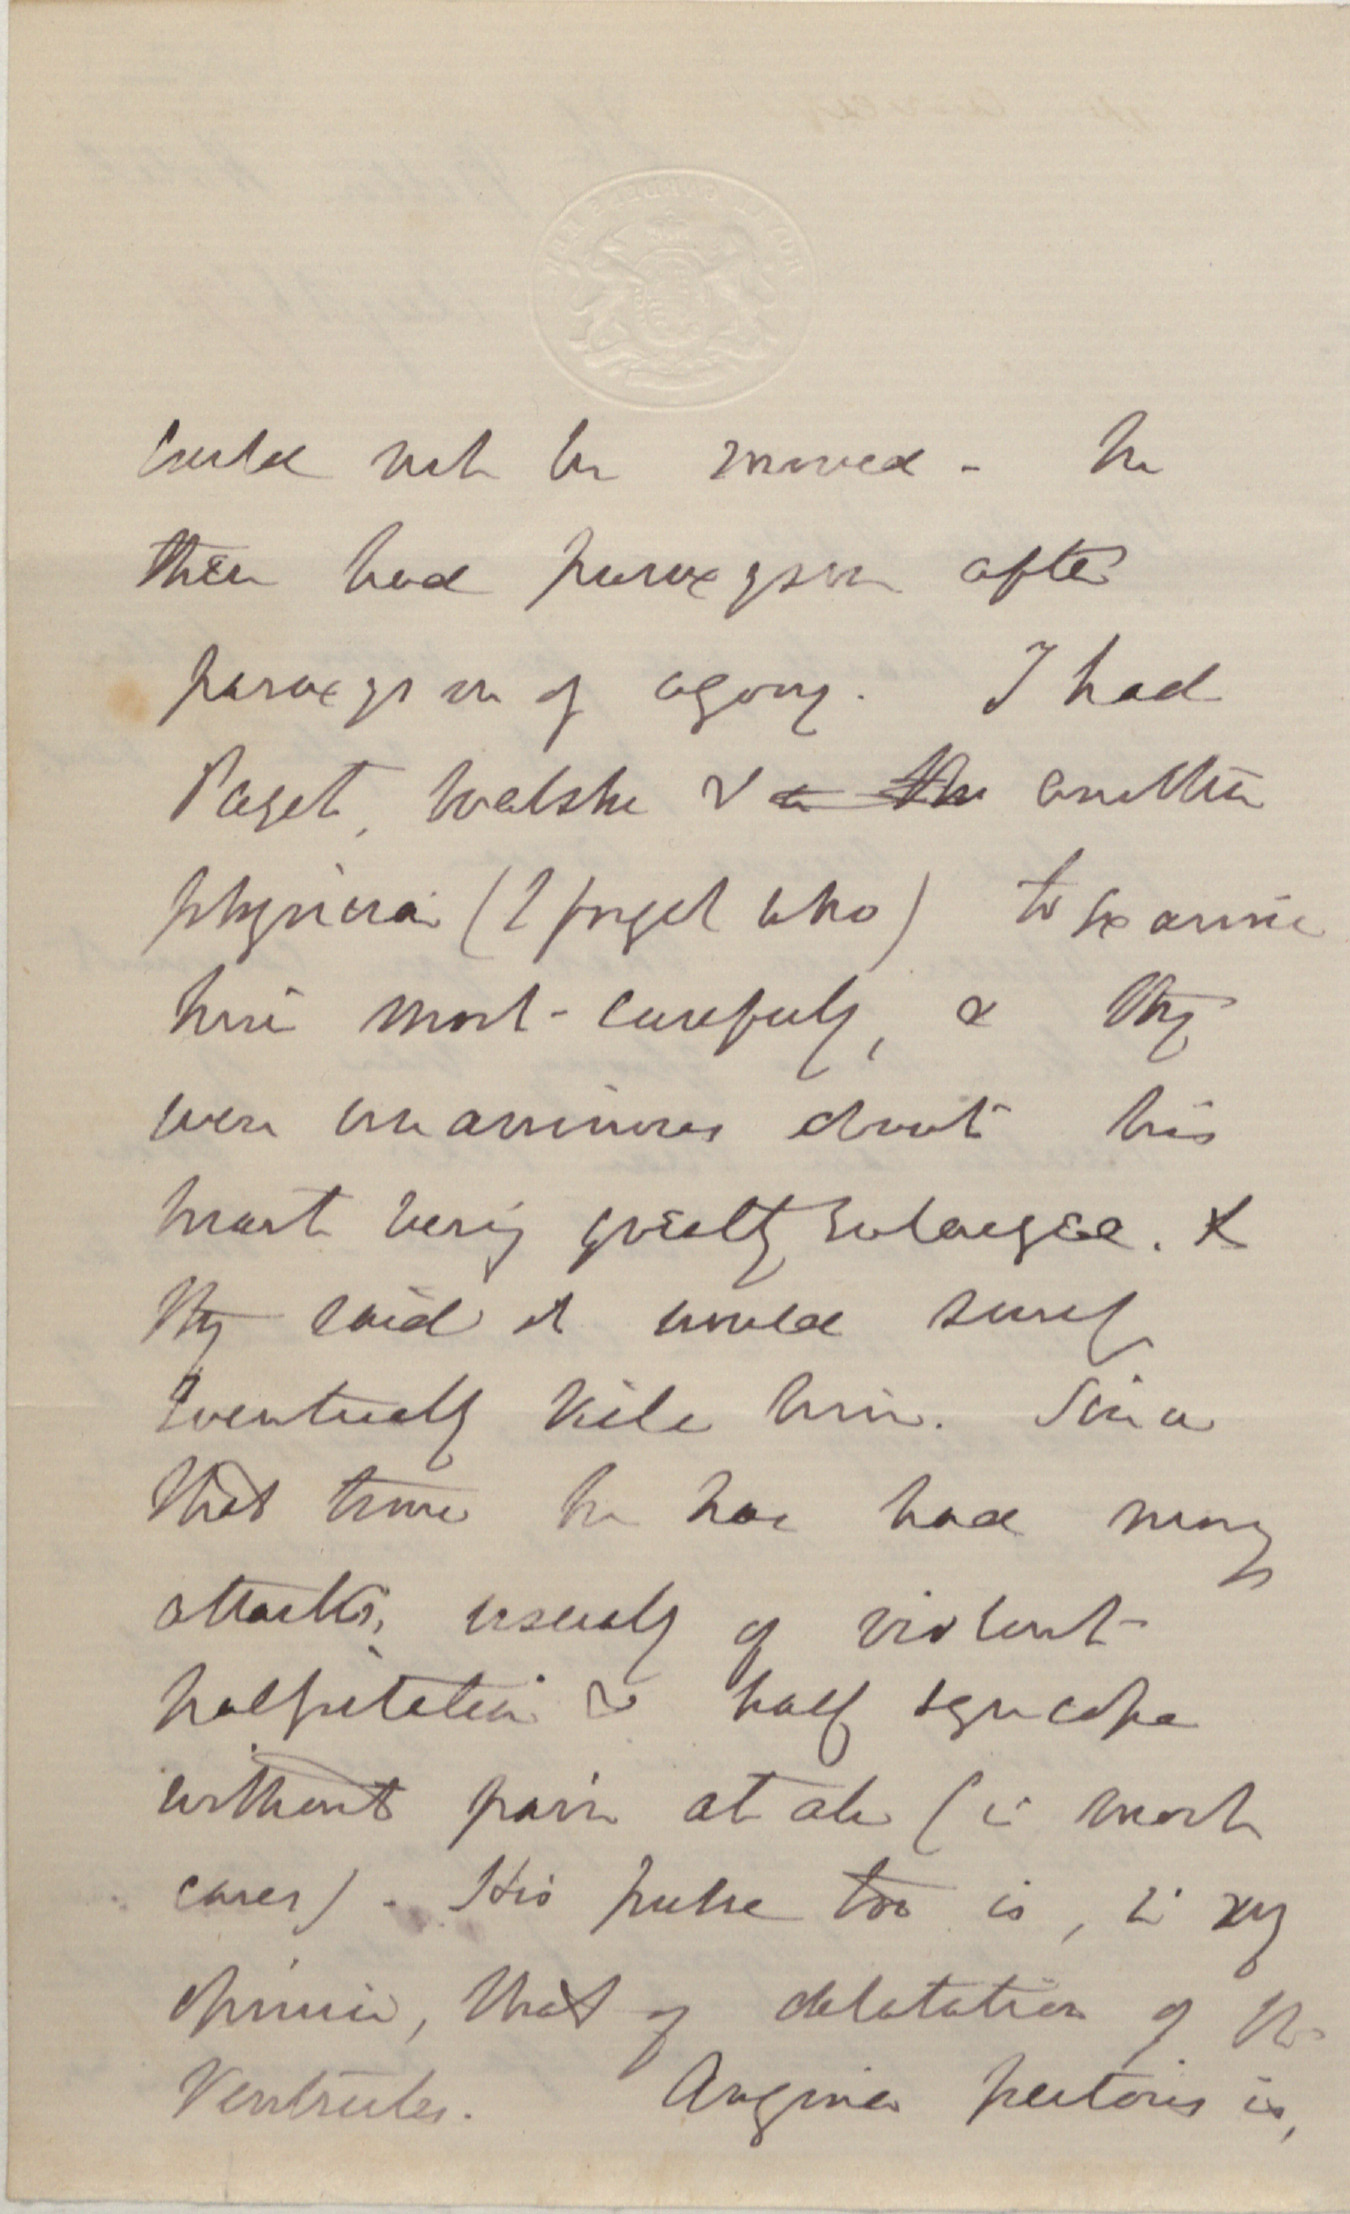 could not be moved - he
then had paroxysm after
paroxysm of agony. I had
Paget, Walshe & a the another
physician (I forget who) to examine
him most carefully, & they
were unanimous about his
heart being greatly enlarged. &
they said it would surely
eventually kill him. Since
that time he has had many
attacks, usually of violent
palpitation & half syncope
without pain at all (in most
cases). His pulse too is, in my
opinion, that of dilatation of the
Ventricles. Angina pectoris is,